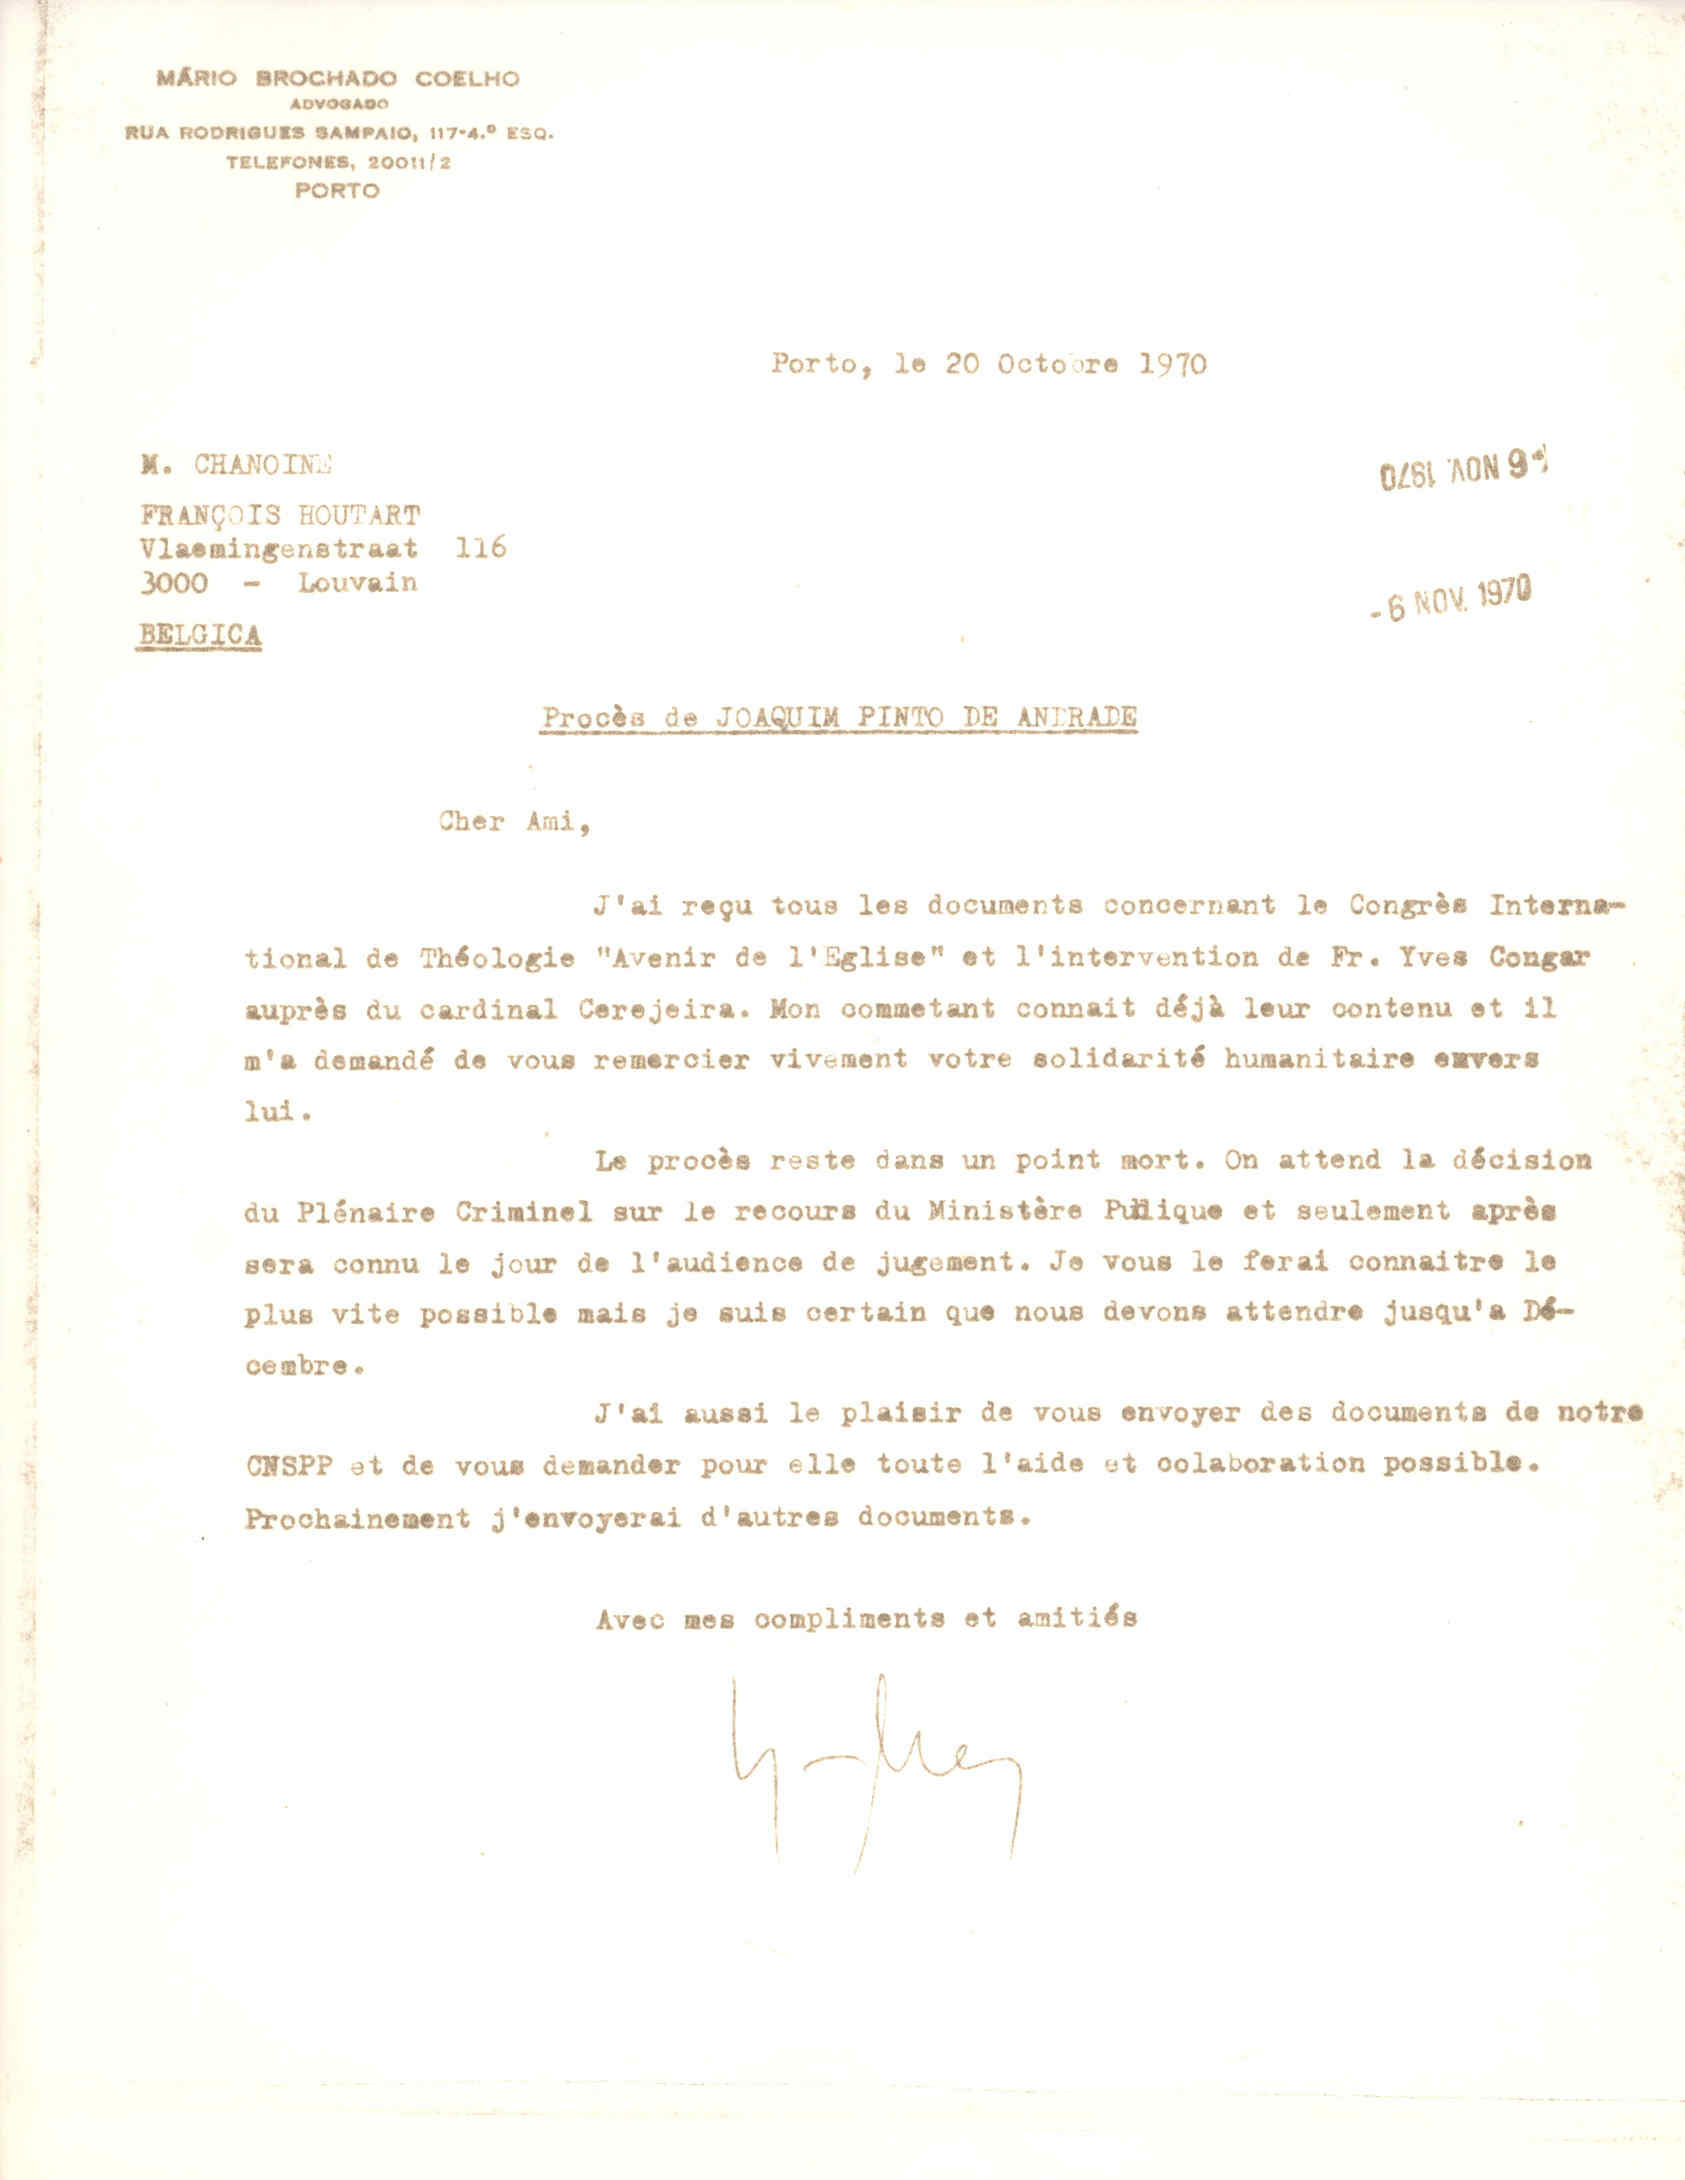 MÁRIO BROCHADO COELHO
ADVOGADO
RUA RODRIGUES SAMPAIO, 117-4.º ESQ.
TELEFONES, 20011/2
PORTO
Porto, le 20 Octobre 1970
M. CHANOINE
-6 NOV. 1970
FRANÇOIS HOUTART
Vlaemingenstraat 116
3000 - Louvain
-6 NOV. 1970
BELGICA
Procès de JOAQUIM PINTO DE ANDRADE
Cher Ami,
J'ai reçu tous les documents concernant le Congrès Interna-
tional de Théologie "Avenir de l'Eglise" et l'intervention de Fr. Yves Congar
auprès du cardinal Cerejeira. Mon commetant connait déjà leur contenu et il
m'a demandé de vous remercier vivement votre solidarité humanitaire envers
lui.
Le procès reste dans un point mort. On attend la décision
du Plénaire Criminel sur le recours du Ministère Publique et seulement après
sera connu le jour de l'audience de jugement. Je vous le ferai connaitre le
plus vite possible mais je suis certain que nous devons attendre jusqu'a Dé-
cembre.
J'ai aussi le plaisir de vous envoyer des documents de notre
CNSPP et de vous demander pour elle toute l'aide et colaboration possible.
Prochainement j'envoyerai d'autres documents.
Avec mes compliments et amitiés